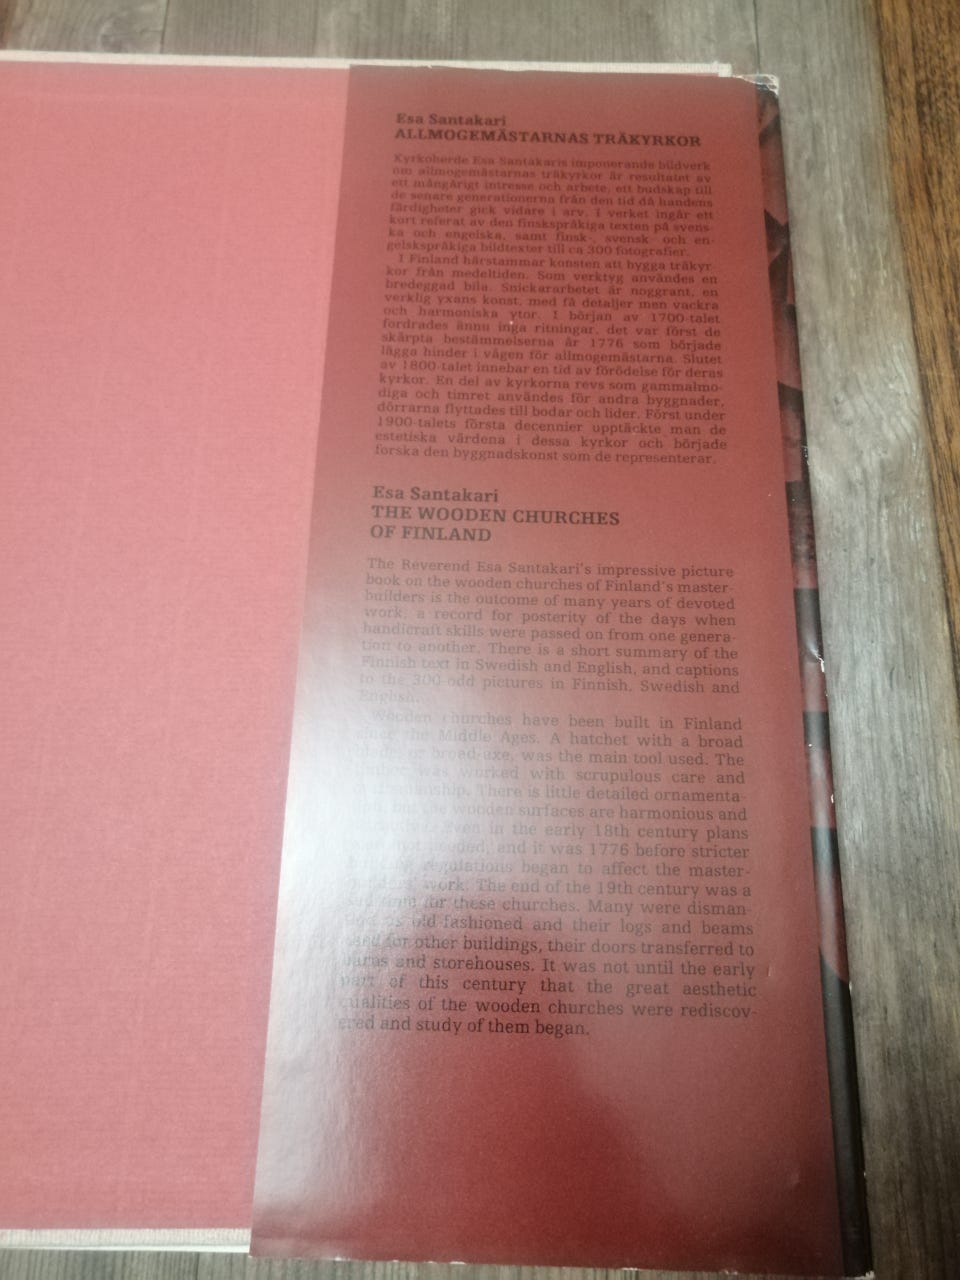 Esa Santakari
ALLMOGEMÄSTARNAS TRÄKYRKOR
Kyrkoherde Esa Santakaris imponerande bildverk
om allmogemästarnas träkyrkor är resultatet av
ett mångårigt intresse och arbete, ett budskap till
de senare generationerna från den tid då handens
färdigheter gick vidare i arv. I verket ingår ett
kort referat av den finskspråkiga texten på svens-
ka och engelska, samt finsk-, svensk- och en-
gelskspråkiga bildtexter till ca 300 fotografier.
I Finland härstammar konsten att bygga träkyr-
kor från medeltiden. Som verktyg användes en
bredeggad bila. Snickararbetet är noggrant, en
verklig yxans konst, med få detaljer men vackra
och harmoniska ytor. I början av 1700-talet
fordrades ännu inga ritningar, det var först de
skärpta bestämmelserna år 1776 som började
lägga hinder i vägen för allmogemästarna. Slutet
av 1800-talet innebar en tid av förödelse för deras
kyrkor. En del av kyrkorna revs som gammalmo-
diga och timret användes för andra byggnader,
dörrarna flyttades till bodar och lider. Först under
1900-talets första decennier upptäckte man de
estetiska värdena i dessa kyrkor och började
forska den byggnadskonst som de representerar.
Esa Santakari
THE WOODEN CHURCHES
OF FINLAND
The Reverend Esa Santakari's impressive picture
book on the wooden churches of Finland's master-
builders is the outcome of many years of devoted
work, a record for posterity of the days when
handicraft skills were passed on from one genera-
tion to another. There is a short summary of the
Finnish text in Swedish and English, and captions
to the 300 odd pictures in Finnish, Swedish and
English.
Wooden churches have been built in Finland
since the Middle Ages. A hatchet with a broad
blade, or broad-axe, was the main tool used. The
timber was worked with scrupulous care and
craftsmanship. There is little detailed ornamenta-
but the wooden surfaces are harmonious and
Even in the early 18th century plans
needed, and it was 1776 before stricter
regulations began to affect the master-
builders' work. The end of the 19th century was a
sad time for these churches. Many were disman-
tled as old-fashioned and their logs and beams
used for other buildings, their doors transferred to
barns and storehouses. It was not until the early
part of this century that the great aesthetic
qualities of the wooden churches were rediscov-
ered and study of them began.